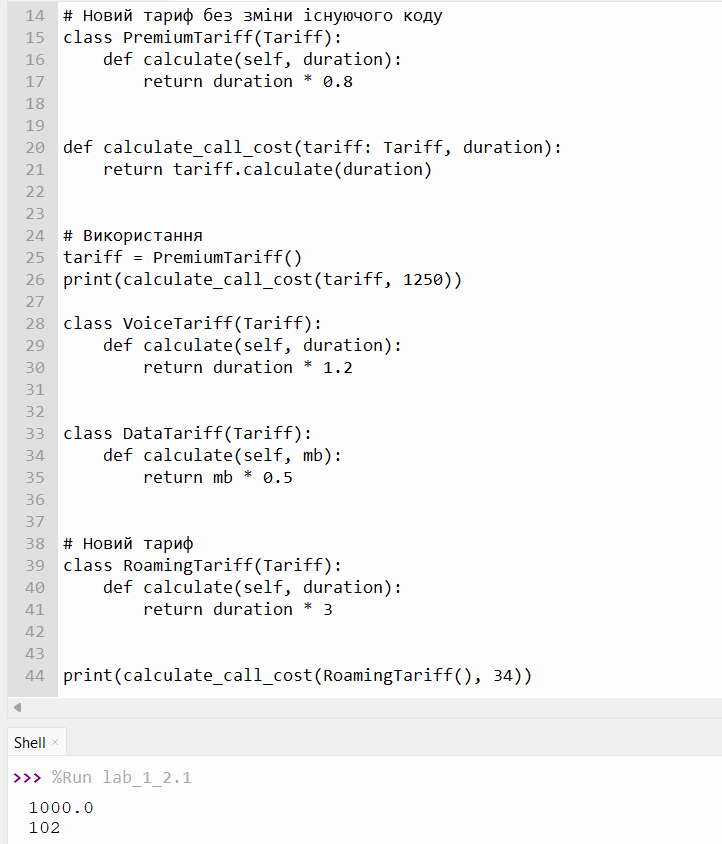 14 # Новий тариф без зміни існуючого коду
15 class PremiumTariff(Tariff):
16     def calculate(self, duration):
17         return duration * 0.8
18
19
20 def calculate_call_cost(tariff: Tariff, duration):
21     return tariff.calculate(duration)
22
23
24 # Використання
25 tariff = PremiumTariff()
26 print(calculate_call_cost(tariff, 1250))
27
28 class VoiceTariff(Tariff):
29     def calculate(self, duration):
30         return duration * 1.2
31
32
33 class DataTariff(Tariff):
34     def calculate(self, mb):
35         return mb * 0.5
36
37
38 # Новий тариф
39 class RoamingTariff(Tariff):
40     def calculate(self, duration):
41         return duration * 3
42
43
44 print(calculate_call_cost(RoamingTariff(), 34))
Shell ×
>>> %Run lab_1_2.1
1000.0
102